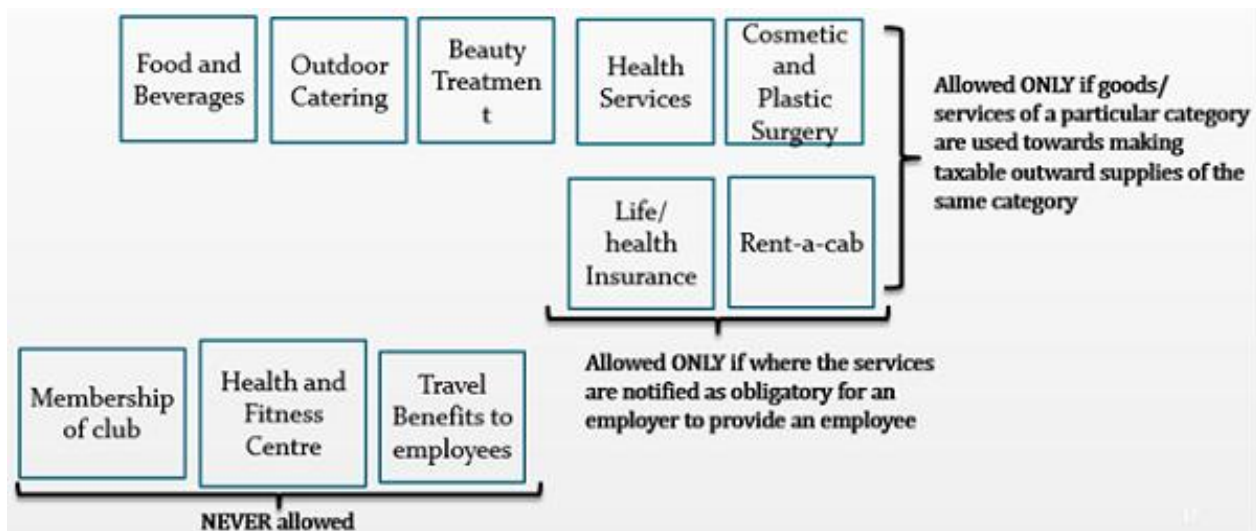 Food and
Beverages
Outdoor
Catering
Beauty
Treatmen
t
Health
Services
Cosmetic
and
Plastic
Surgery
Allowed ONLY if goods/
services of a particular category
are used towards making
taxable outward supplies of the
same category
Life/
health
Insurance
Rent-a-cab
Allowed ONLY if where the services
are notified as obligatory for an
employer to provide an employee
Membership
of club
Health and
Fitness
Centre
Travel
Benefits to
employees
NEVER allowed